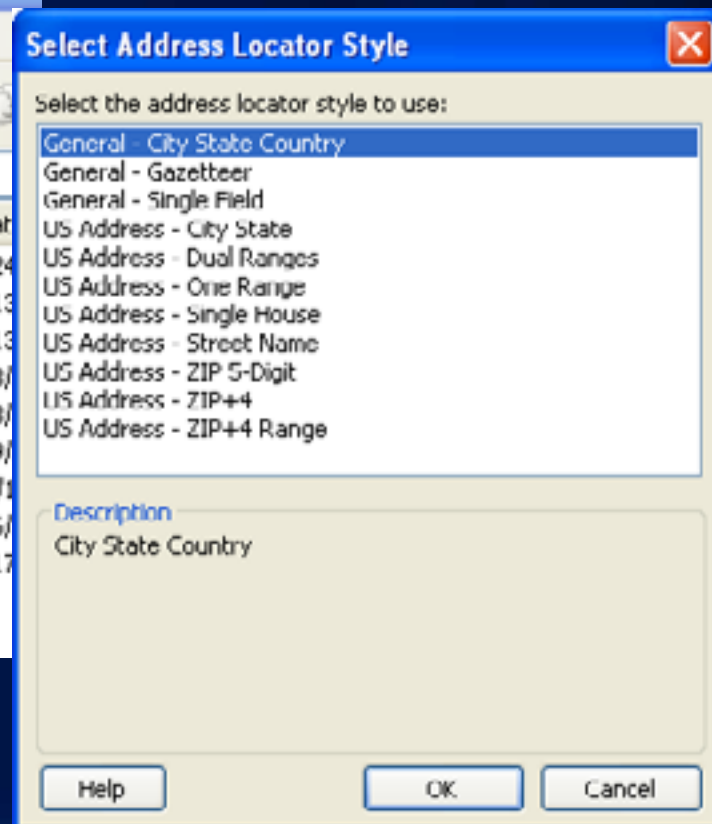 Select Address Locator Style
Select the address locator style to use:
General - City State Country
General - Gazetteer
General - Single Field
US Address - City State
US Address - Dual Ranges
US Address - One Range
US Address - Single House
US Address - Street Name
US Address - ZIP 5-Digit
US Address - ZIP+4
US Address - ZIP+4 Range
Description
City State Country
Help
OK
Cancel